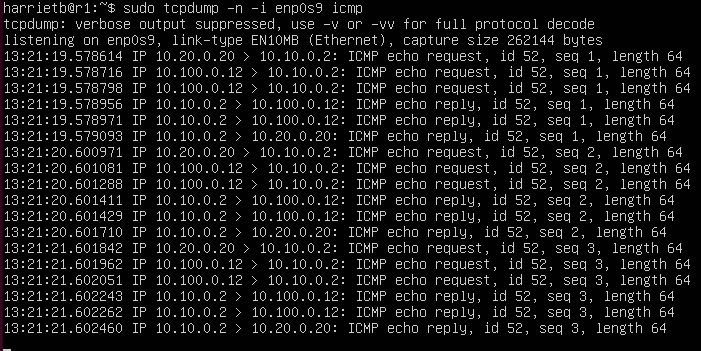 harrietb@r1:~$ sudo tcpdump -n -i enp0s9 icmp
tcpdump: verbose output suppressed, use -v or -vv for full protocol decode
listening on enp0s9, link-type EN10MB (Ethernet), capture size 262144 bytes
13:21:19.578614 IP 10.20.0.20 > 10.10.0.2: ICMP echo request, id 52, seq 1, length 64
13:21:19.578716 IP 10.100.0.12 > 10.10.0.2: ICMP echo request, id 52, seq 1, length 64
13:21:19.578798 IP 10.100.0.12 > 10.10.0.2: ICMP echo request, id 52, seq 1, length 64
13:21:19.578956 IP 10.10.0.2 > 10.100.0.12: ICMP echo reply, id 52, seq 1, length 64
13:21:19.578971 IP 10.10.0.2 > 10.100.0.12: ICMP echo reply, id 52, seq 1, length 64
13:21:19.579093 IP 10.10.0.2 > 10.20.0.20: ICMP echo reply, id 52, seq 1, length 64
13:21:20.600971 IP 10.20.0.20 > 10.10.0.2: ICMP echo request, id 52, seq 2, length 64
13:21:20.601081 IP 10.100.0.12 > 10.10.0.2: ICMP echo request, id 52, seq 2, length 64
13:21:20.601288 IP 10.100.0.12 > 10.10.0.2: ICMP echo request, id 52, seq 2, length 64
13:21:20.601411 IP 10.10.0.2 > 10.100.0.12: ICMP echo reply, id 52, seq 2, length 64
13:21:20.601429 IP 10.10.0.2 > 10.100.0.12: ICMP echo reply, id 52, seq 2, length 64
13:21:20.601710 IP 10.10.0.2 > 10.20.0.20: ICMP echo reply, id 52, seq 2, length 64
13:21:21.601842 IP 10.20.0.20 > 10.10.0.2: ICMP echo request, id 52, seq 3, length 64
13:21:21.601962 IP 10.100.0.12 > 10.10.0.2: ICMP echo request, id 52, seq 3, length 64
13:21:21.602051 IP 10.100.0.12 > 10.10.0.2: ICMP echo request, id 52, seq 3, length 64
13:21:21.602243 IP 10.10.0.2 > 10.100.0.12: ICMP echo reply, id 52, seq 3, length 64
13:21:21.602262 IP 10.10.0.2 > 10.100.0.12: ICMP echo reply, id 52, seq 3, length 64
13:21:21.602460 IP 10.10.0.2 > 10.20.0.20: ICMP echo reply, id 52, seq 3, length 64